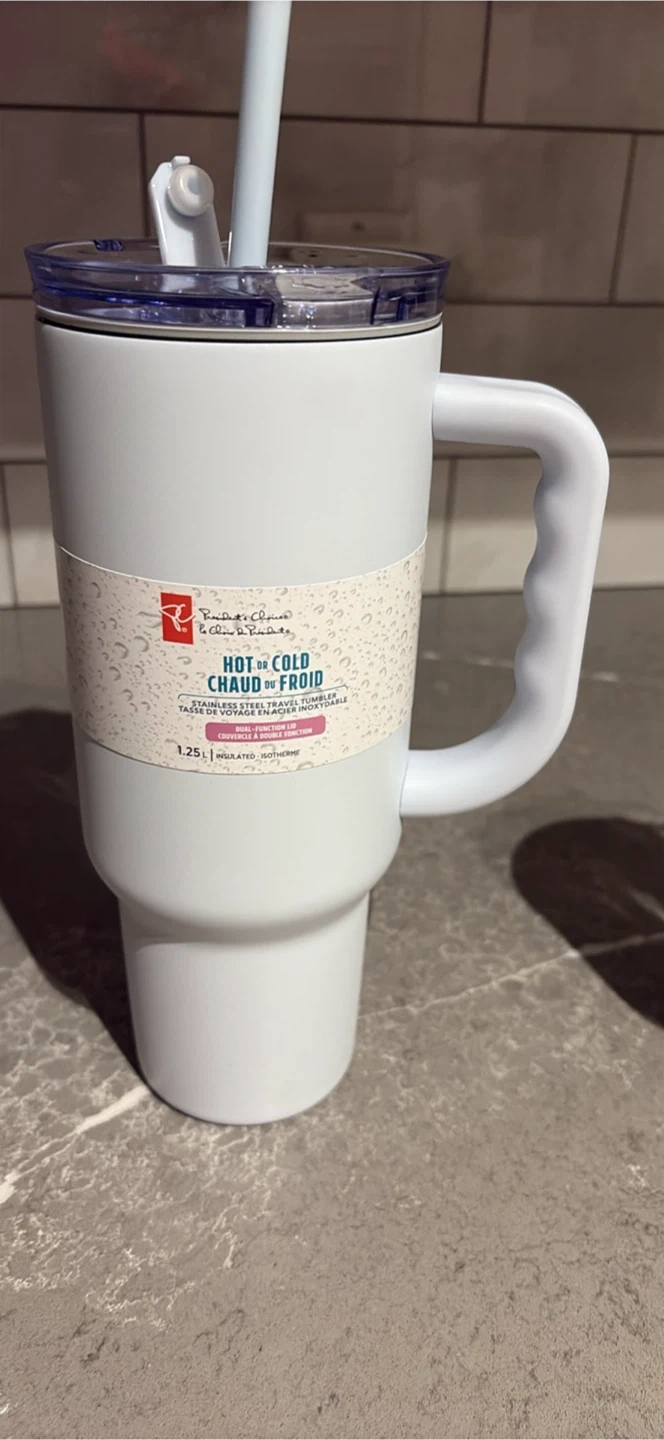 PC
President's Choice
le Choix du Président
HOT OR COLD
CHAUD OU FROID
STAINLESS STEEL TRAVEL TUMBLER
TASSE DE VOYAGE EN ACIER INOXYDABLE
DUAL-FUNCTION LID
COUVERCLE À DOUBLE FONCTION
1.25 L | INSULATED · ISOTHERME